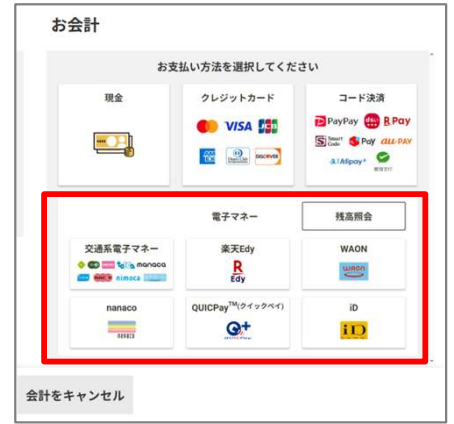 お会計
お支払い方法を選択してくださ
現金
クレジットカード
コード決済
VISA
JCB
DISCOVER
PayPay
R Pay
Smart Code
Pay
au PAY
Alipay+
電子マネー
残高照会
交通系電子マネー
manaca
nimoca
楽天Edy
R
Edy
WAON
WAON
nanaco
QUICPay™(クイックペイ)
iD
iD
会計をキャンセル